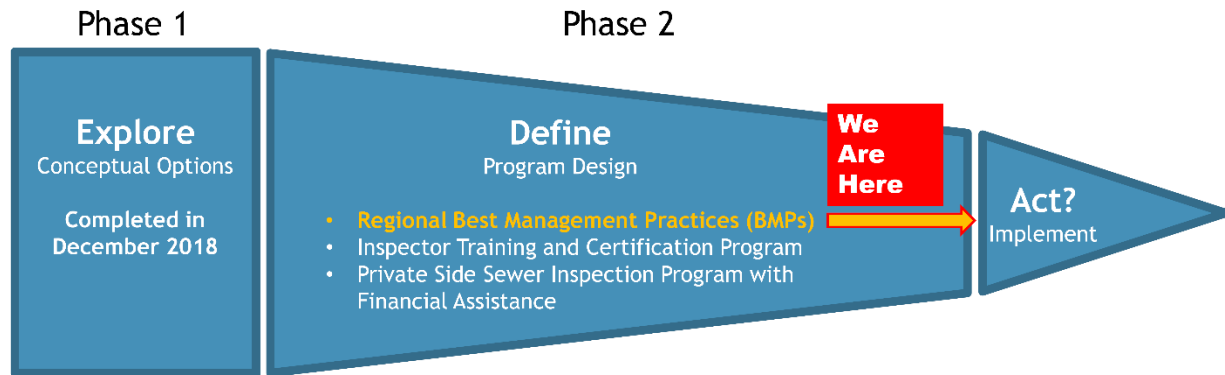 Phase 1
Phase 2
Explore
Conceptual Options
Completed in
December 2018
Define
Program Design
• Regional Best Management Practices (BMPs)
• Inspector Training and Certification Program
• Private Side Sewer Inspection Program with
Financial Assistance
We
Are
Here
Act?
Implement